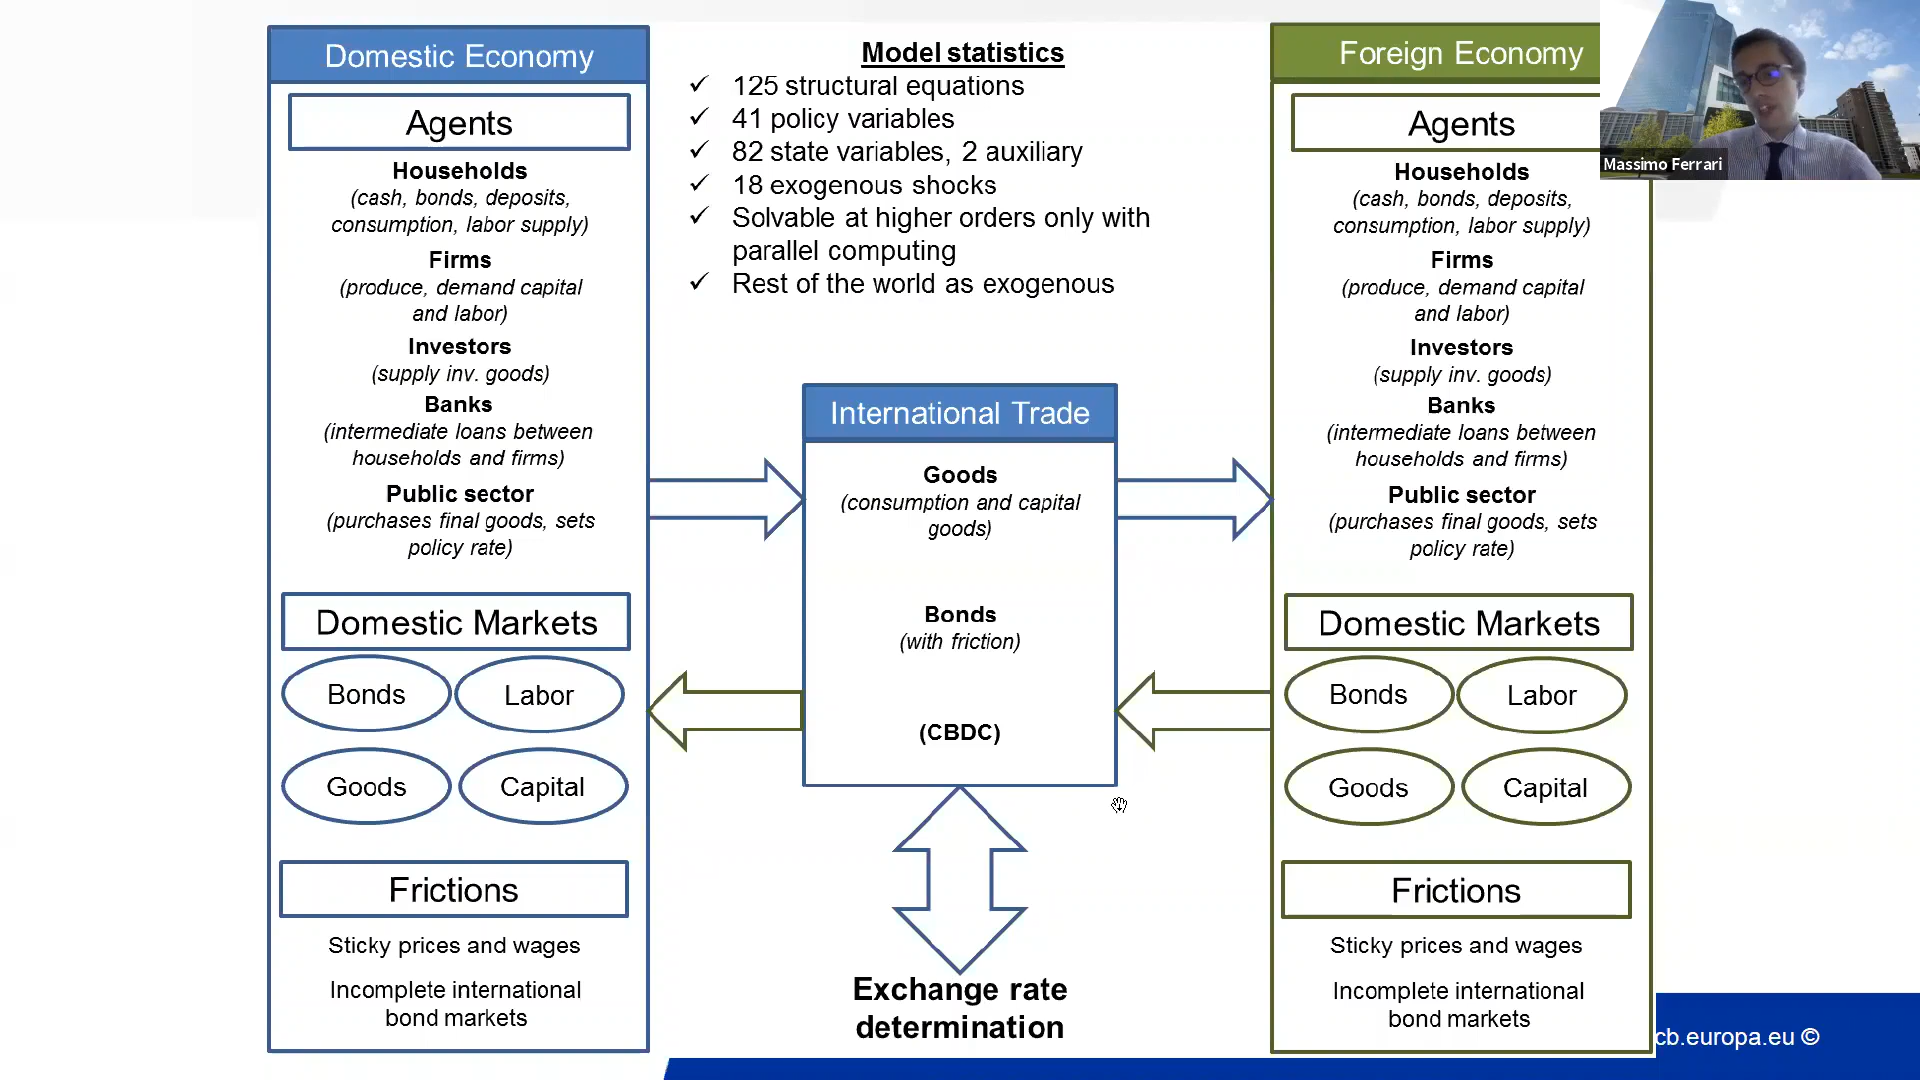 Domestic Economy
Agents
Households
(cash, bonds, deposits,
consumption, labor supply)
Firms
(produce, demand capital
and labor)
Investors
(supply inv. goods)
Banks
(intermediate loans between
households and firms)
Public sector
(purchases final goods, sets
policy rate)
Domestic Markets
Bonds
Labor
Goods
Capital
Frictions
Sticky prices and wages
Incomplete international
bond markets
Model statistics
✓ 125 structural equations
✓ 41 policy variables
✓ 82 state variables, 2 auxiliary
✓ 18 exogenous shocks
✓ Solvable at higher orders only with
parallel computing
✓ Rest of the world as exogenous
International Trade
Goods
(consumption and capital
goods)
Bonds
(with friction)
(CBDC)
Exchange rate
determination
Foreign Economy
Agents
Households
(cash, bonds, deposits,
consumption, labor supply)
Firms
(produce, demand capital
and labor)
Investors
(supply inv. goods)
Banks
(intermediate loans between
households and firms)
Public sector
(purchases final goods, sets
policy rate)
Domestic Markets
Bonds
Labor
Goods
Capital
Frictions
Sticky prices and wages
Incomplete international
bond markets
Massimo Ferrari
cb.europa.eu ©